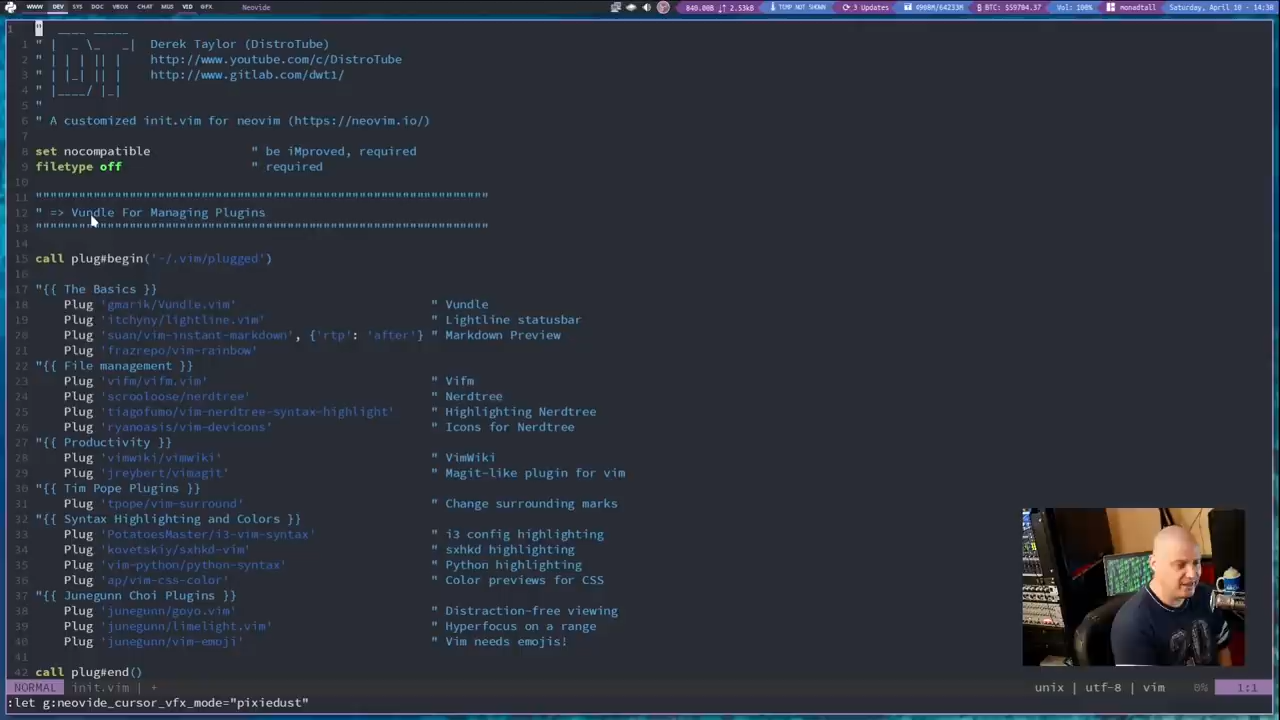 WWW DEV SYS DOC VBOX CHAT MUS VID GFX Neovide 840.00B 2.53kB TEMP NOT SHOWN 3 Updates 4908M/64233M BTC: $59704.37 Vol: 100% monadtall Saturday, April 10 - 14:38
1 " ____ _____
1 " | _ \_ _| Derek Taylor (DistroTube)
2 " | | | || | http://www.youtube.com/c/DistroTube
3 " | |_| || | http://www.gitlab.com/dwt1/
4 " |____/ |_|
5 "
6 " A customized init.vim for neovim (https://neovim.io/)
7
8 set nocompatible " be iMproved, required
9 filetype off " required
10
11 """""""""""""""""""""""""""""""""""""""""""""""""""""""""""""""
12 " => Vundle For Managing Plugins
13 """""""""""""""""""""""""""""""""""""""""""""""""""""""""""""""
14
15 call plug#begin('~/.vim/plugged')
16
17 "{{ The Basics }}
18 Plug 'gmarik/Vundle.vim' " Vundle
19 Plug 'itchyny/lightline.vim' " Lightline statusbar
20 Plug 'suan/vim-instant-markdown', {'rtp': 'after'} " Markdown Preview
21 Plug 'frazrepo/vim-rainbow'
22 "{{ File management }}
23 Plug 'vifm/vifm.vim' " Vifm
24 Plug 'scrooloose/nerdtree' " Nerdtree
25 Plug 'tiagofumo/vim-nerdtree-syntax-highlight' " Highlighting Nerdtree
26 Plug 'ryanoasis/vim-devicons' " Icons for Nerdtree
27 "{{ Productivity }}
28 Plug 'vimwiki/vimwiki' " VimWiki
29 Plug 'jreybert/vimagit' " Magit-like plugin for vim
30 "{{ Tim Pope Plugins }}
31 Plug 'tpope/vim-surround' " Change surrounding marks
32 "{{ Syntax Highlighting and Colors }}
33 Plug 'PotatoesMaster/i3-vim-syntax' " i3 config highlighting
34 Plug 'kovetskiy/sxhkd-vim' " sxhkd highlighting
35 Plug 'vim-python/python-syntax' " Python highlighting
36 Plug 'ap/vim-css-color' " Color previews for CSS
37 "{{ Junegunn Choi Plugins }}
38 Plug 'junegunn/goyo.vim' " Distraction-free viewing
39 Plug 'junegunn/limelight.vim' " Hyperfocus on a range
40 Plug 'junegunn/vim-emoji' " Vim needs emojis!
42 call plug#end()
NORMAL init.vim | + unix | utf-8 | vim 0% 1:1
:let g:neovide_cursor_vfx_mode="pixiedust"